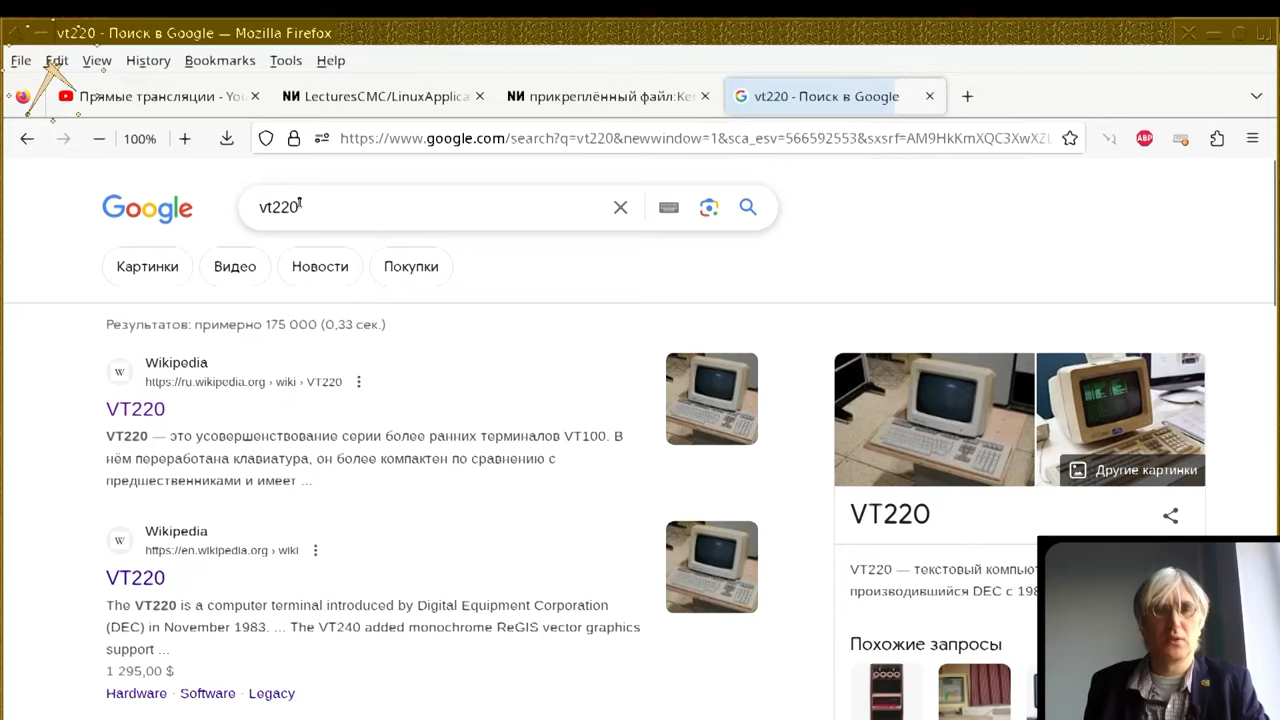 vt220 - Поиск в Google — Mozilla Firefox
File Edit View History Bookmarks Tools Help
Прямые трансляции - You
LecturesCMC/LinuxApplica
прикреплённый файл:Ker
vt220 - Поиск в Google
100%
https://www.google.com/search?q=vt220&newwindow=1&sca_esv=566592553&sxsrf=AM9HkKmXQC3XwXZL
Google
vt220
Картинки
Видео
Новости
Покупки
Результатов: примерно 175 000 (0,33 сек.)
W
Wikipedia
https://ru.wikipedia.org › wiki › VT220
VT220
VT220 — это усовершенствование серии более ранних терминалов VT100. В
нём переработана клавиатура, он более компактен по сравнению с
предшественниками и имеет ...
W
Wikipedia
https://en.wikipedia.org › wiki
VT220
The VT220 is a computer terminal introduced by Digital Equipment Corporation
(DEC) in November 1983. ... The VT240 added monochrome ReGIS vector graphics
support ...
1 295,00 $
Hardware · Software · Legacy
Другие картинки
VT220
VT220 — текстовый компью
производившийся DEC с 198
Похожие запросы
ABP